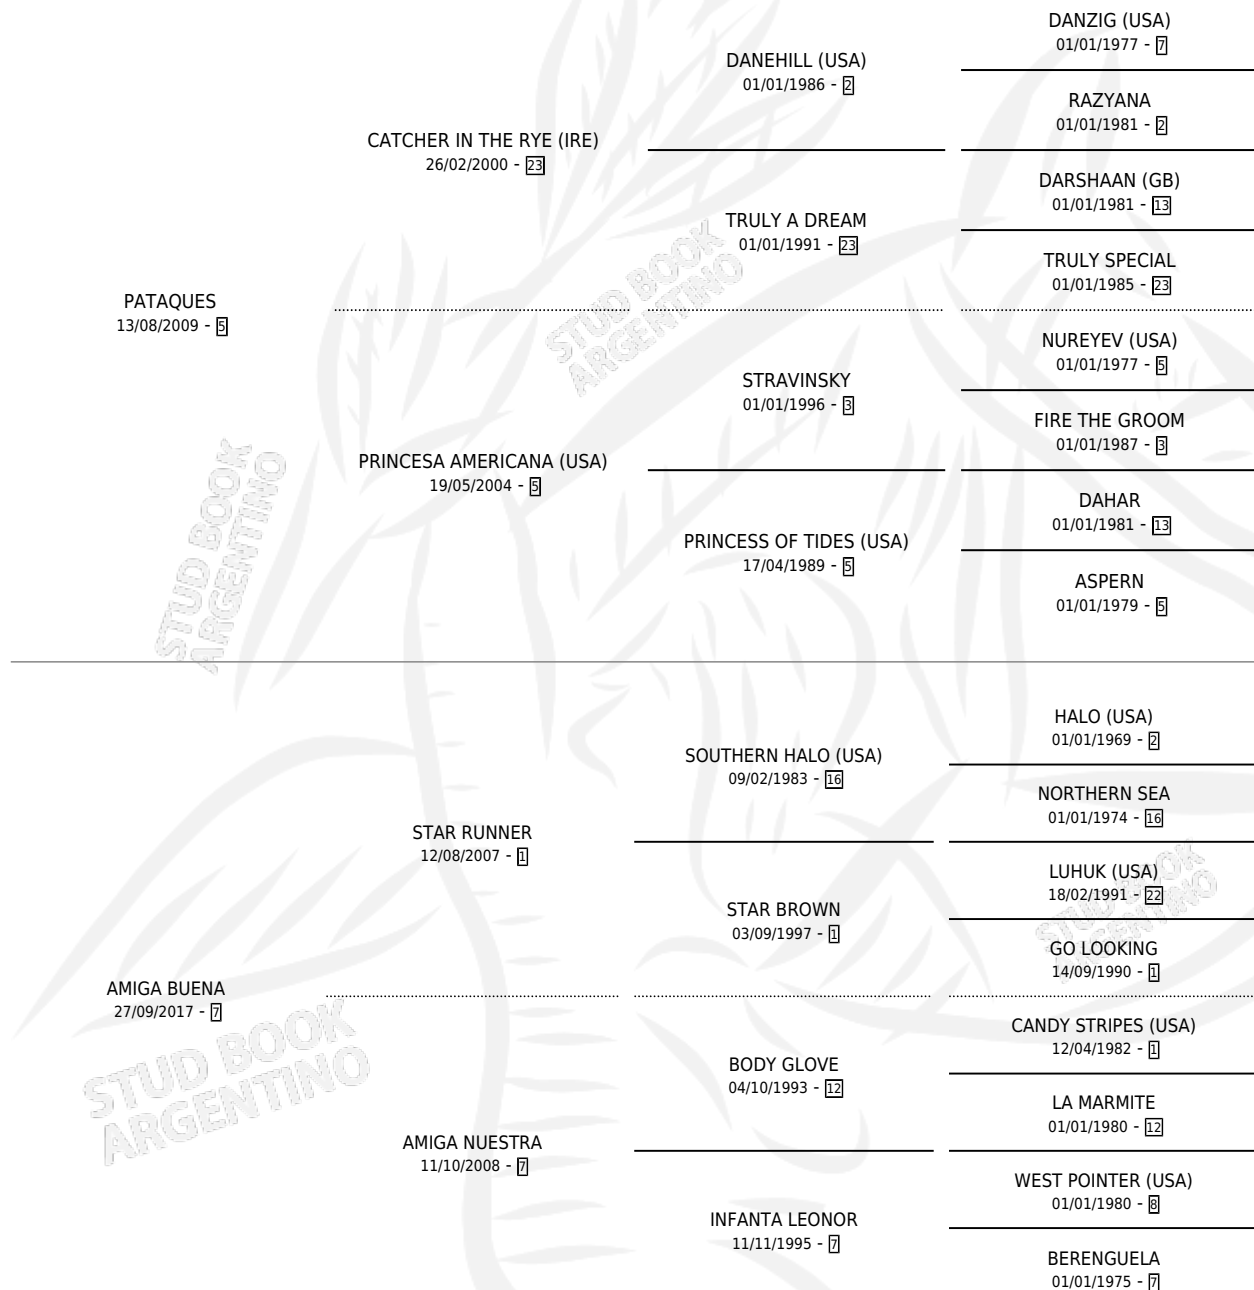 DANZIG (USA)
01/01/1977 - 7
DANEHILL (USA)
01/01/1986 - 2
RAZYANA
01/01/1981 - 2
CATCHER IN THE RYE (IRE)
26/02/2000 - 23
DARSHAAN (GB)
01/01/1981 - 13
TRULY A DREAM
01/01/1991 - 23
TRULY SPECIAL
01/01/1985 - 23
PATAQUES
13/08/2009 - 5
NUREYEV (USA)
01/01/1977 - 5
STRAVINSKY
01/01/1996 - 3
FIRE THE GROOM
01/01/1987 - 3
PRINCESA AMERICANA (USA)
19/05/2004 - 5
DAHAR
01/01/1981 - 13
PRINCESS OF TIDES (USA)
17/04/1989 - 5
ASPERN
01/01/1979 - 5
HALO (USA)
01/01/1969 - 2
SOUTHERN HALO (USA)
09/02/1983 - 16
NORTHERN SEA
01/01/1974 - 16
STAR RUNNER
12/08/2007 - 1
LUHUK (USA)
18/02/1991 - 22
STAR BROWN
03/09/1997 - 1
GO LOOKING
14/09/1990 - 1
AMIGA BUENA
27/09/2017 - 7
CANDY STRIPES (USA)
12/04/1982 - 1
BODY GLOVE
04/10/1993 - 12
LA MARMITE
01/01/1980 - 12
AMIGA NUESTRA
11/10/2008 - 7
WEST POINTER (USA)
01/01/1980 - 8
INFANTA LEONOR
11/11/1995 - 7
BERENGUELA
01/01/1975 - 7
STUD BOOK
ARGENTINO
STUD BOOK
ARGENTINO
STUD BOOK
ARGENTINO
STUD BOOK
ARGENTINO